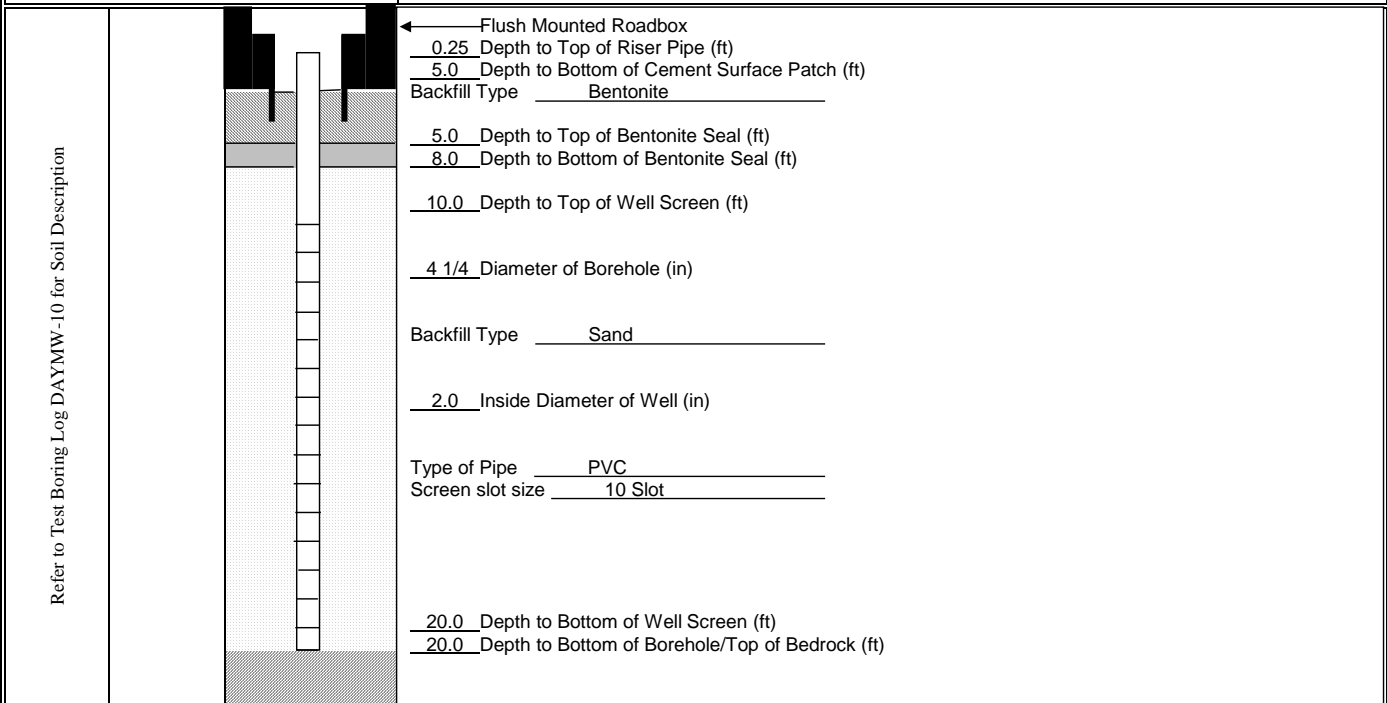 Flush Mounted Roadbox
0.25 Depth to Top of Riser Pipe (ft)
5.0 Depth to Bottom of Cement Surface Patch (ft)
Backfill Type Bentonite
5.0 Depth to Top of Bentonite Seal (ft)
8.0 Depth to Bottom of Bentonite Seal (ft)
10.0 Depth to Top of Well Screen (ft)
4 1/4 Diameter of Borehole (in)
Backfill Type Sand
2.0 Inside Diameter of Well (in)
Type of Pipe PVC
Screen slot size 10 Slot
20.0 Depth to Bottom of Well Screen (ft)
20.0 Depth to Bottom of Borehole/Top of Bedrock (ft)
Refer to Test Boring Log DAYMW-10 for Soil Description